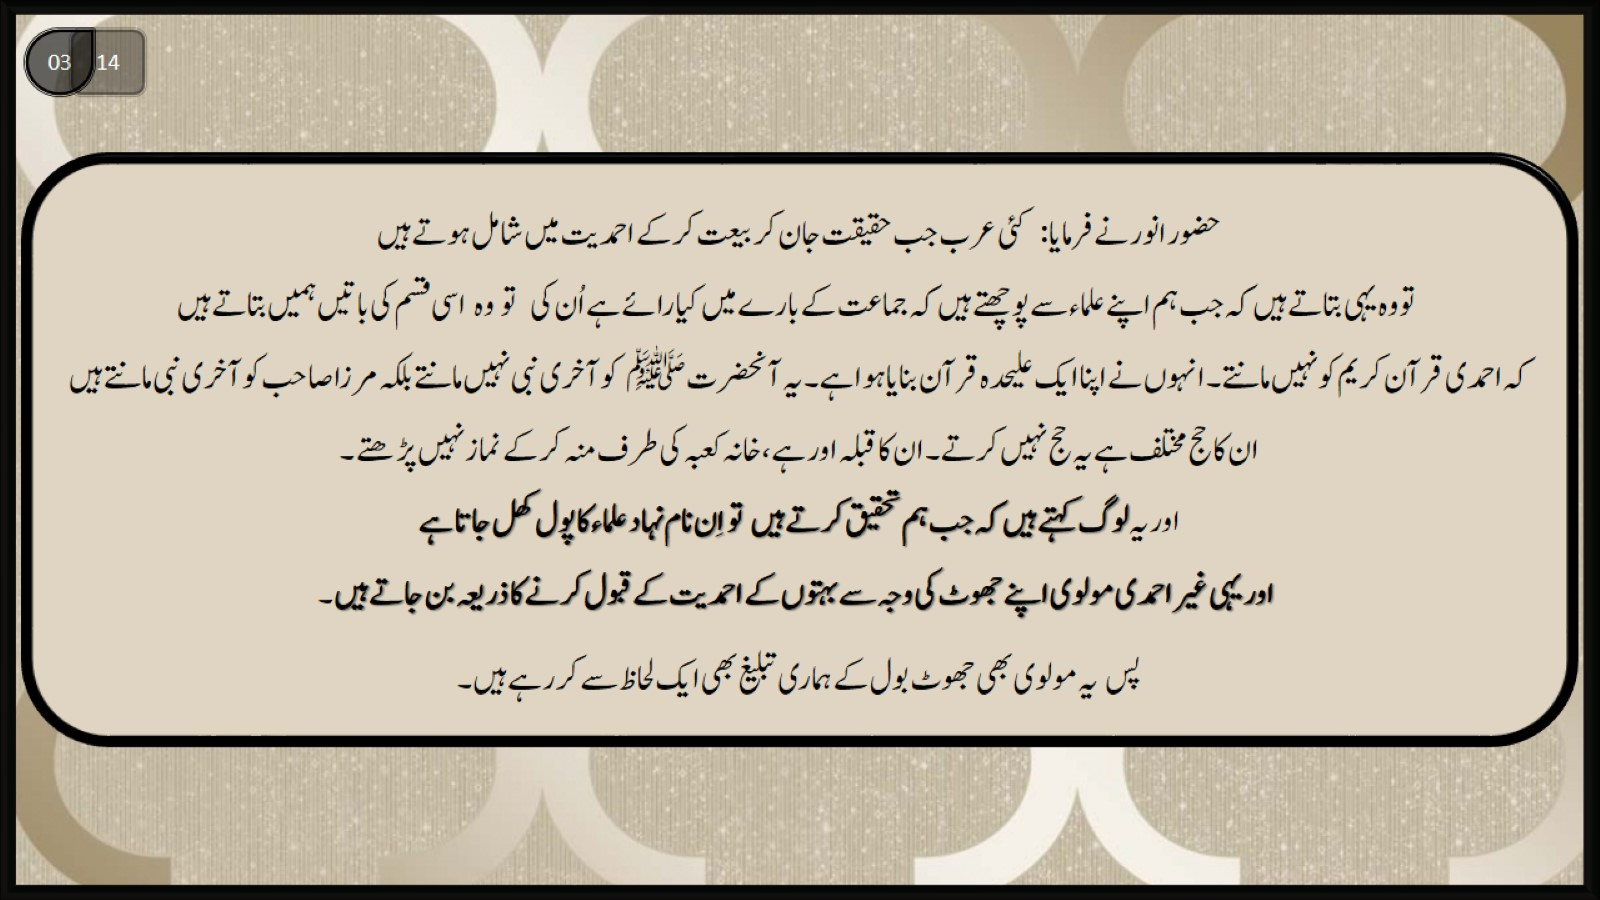 03 14
حضور انور نے فرمایا: کئی عرب جب حقیقت جان کر بیعت کر کے احمدیت میں شامل ہوتے ہیں
تو وہ یہی بتاتے ہیں کہ جب ہم اپنے علماء سے پوچھتے ہیں کہ جماعت کے بارے میں کیا رائے ہے اُن کی تو وہ اسی قسم کی باتیں ہمیں بتاتے ہیں
کہ احمدی قرآن کریم کو نہیں مانتے۔ انہوں نے اپنا ایک علیحدہ قرآن بنایا ہوا ہے۔ یہ آنحضرت ﷺ کو آخری نبی نہیں مانتے بلکہ مرزا صاحب کو آخری نبی مانتے ہیں
ان کا حج مختلف ہے یہ حج نہیں کرتے۔ ان کا قبلہ اور ہے، خانہ کعبہ کی طرف منہ کر کے نماز نہیں پڑھتے۔
اور یہ لوگ کہتے ہیں کہ جب ہم تحقیق کرتے ہیں تو اِن نام نہاد علماء کا پول کھل جاتا ہے
اور یہی غیر احمدی مولوی اپنے جھوٹ کی وجہ سے بہتوں کے احمدیت کے قبول کرنے کا ذریعہ بن جاتے ہیں۔
پس یہ مولوی بھی جھوٹ بول کے ہماری تبلیغ بھی ایک لحاظ سے کر رہے ہیں۔